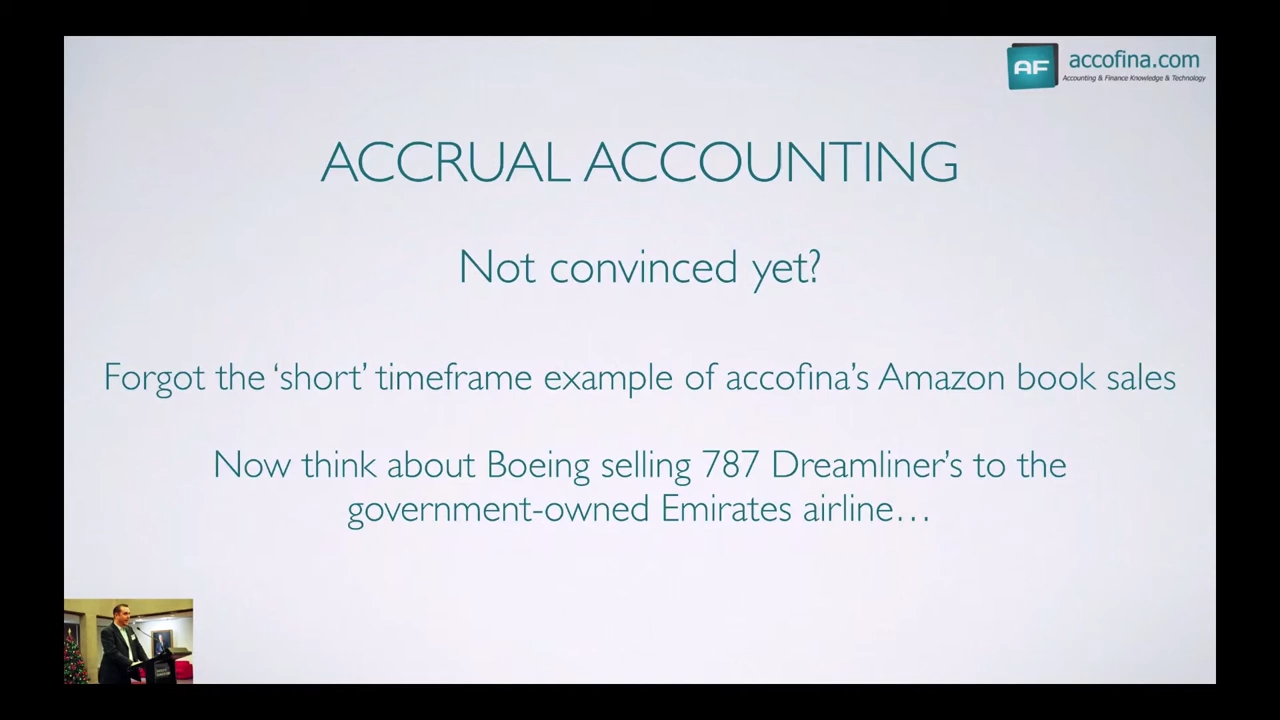 AF
accofina.com
Accounting & Finance Knowledge & Technology
ACCRUAL ACCOUNTING
Not convinced yet?
Forgot the ‘short’ timeframe example of accofina’s Amazon book sales
Now think about Boeing selling 787 Dreamliner’s to the
government-owned Emirates airline…